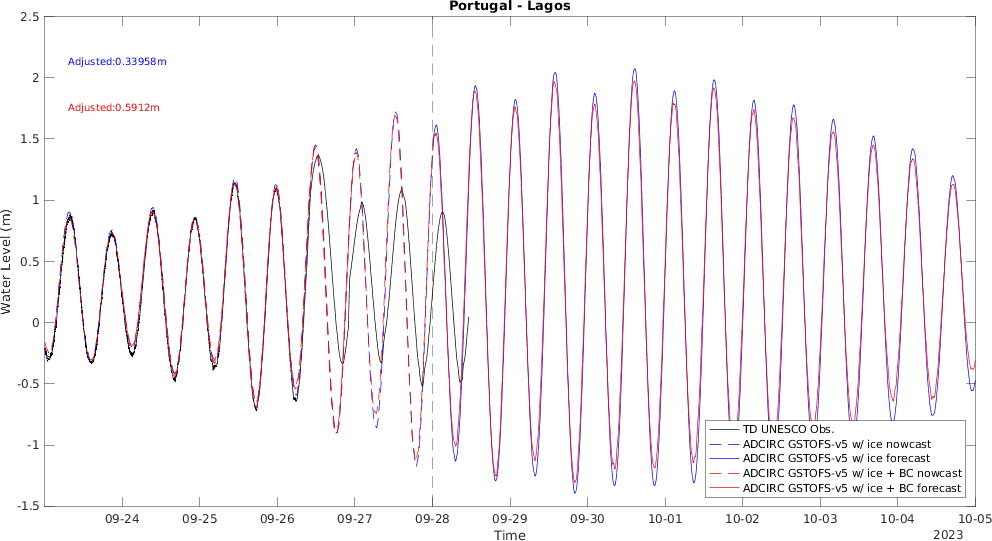 Portugal - Lagos
2.5
Adjusted:0.33958m
2
Adjusted:0.5912m
1.5
1
Water Level (m)
0.5
0
-0.5
TD UNESCO Obs.
ADCIRC GSTOFS-v5 w/ ice nowcast
-1
ADCIRC GSTOFS-v5 w/ ice forecast
ADCIRC GSTOFS-v5 w/ ice + BC nowcast
ADCIRC GSTOFS-v5 w/ ice + BC forecast
-1.5
09-24 09-25 09-26 09-27 09-28 09-29 09-30 10-01 10-02 10-03 10-04 10-05
Time
2023